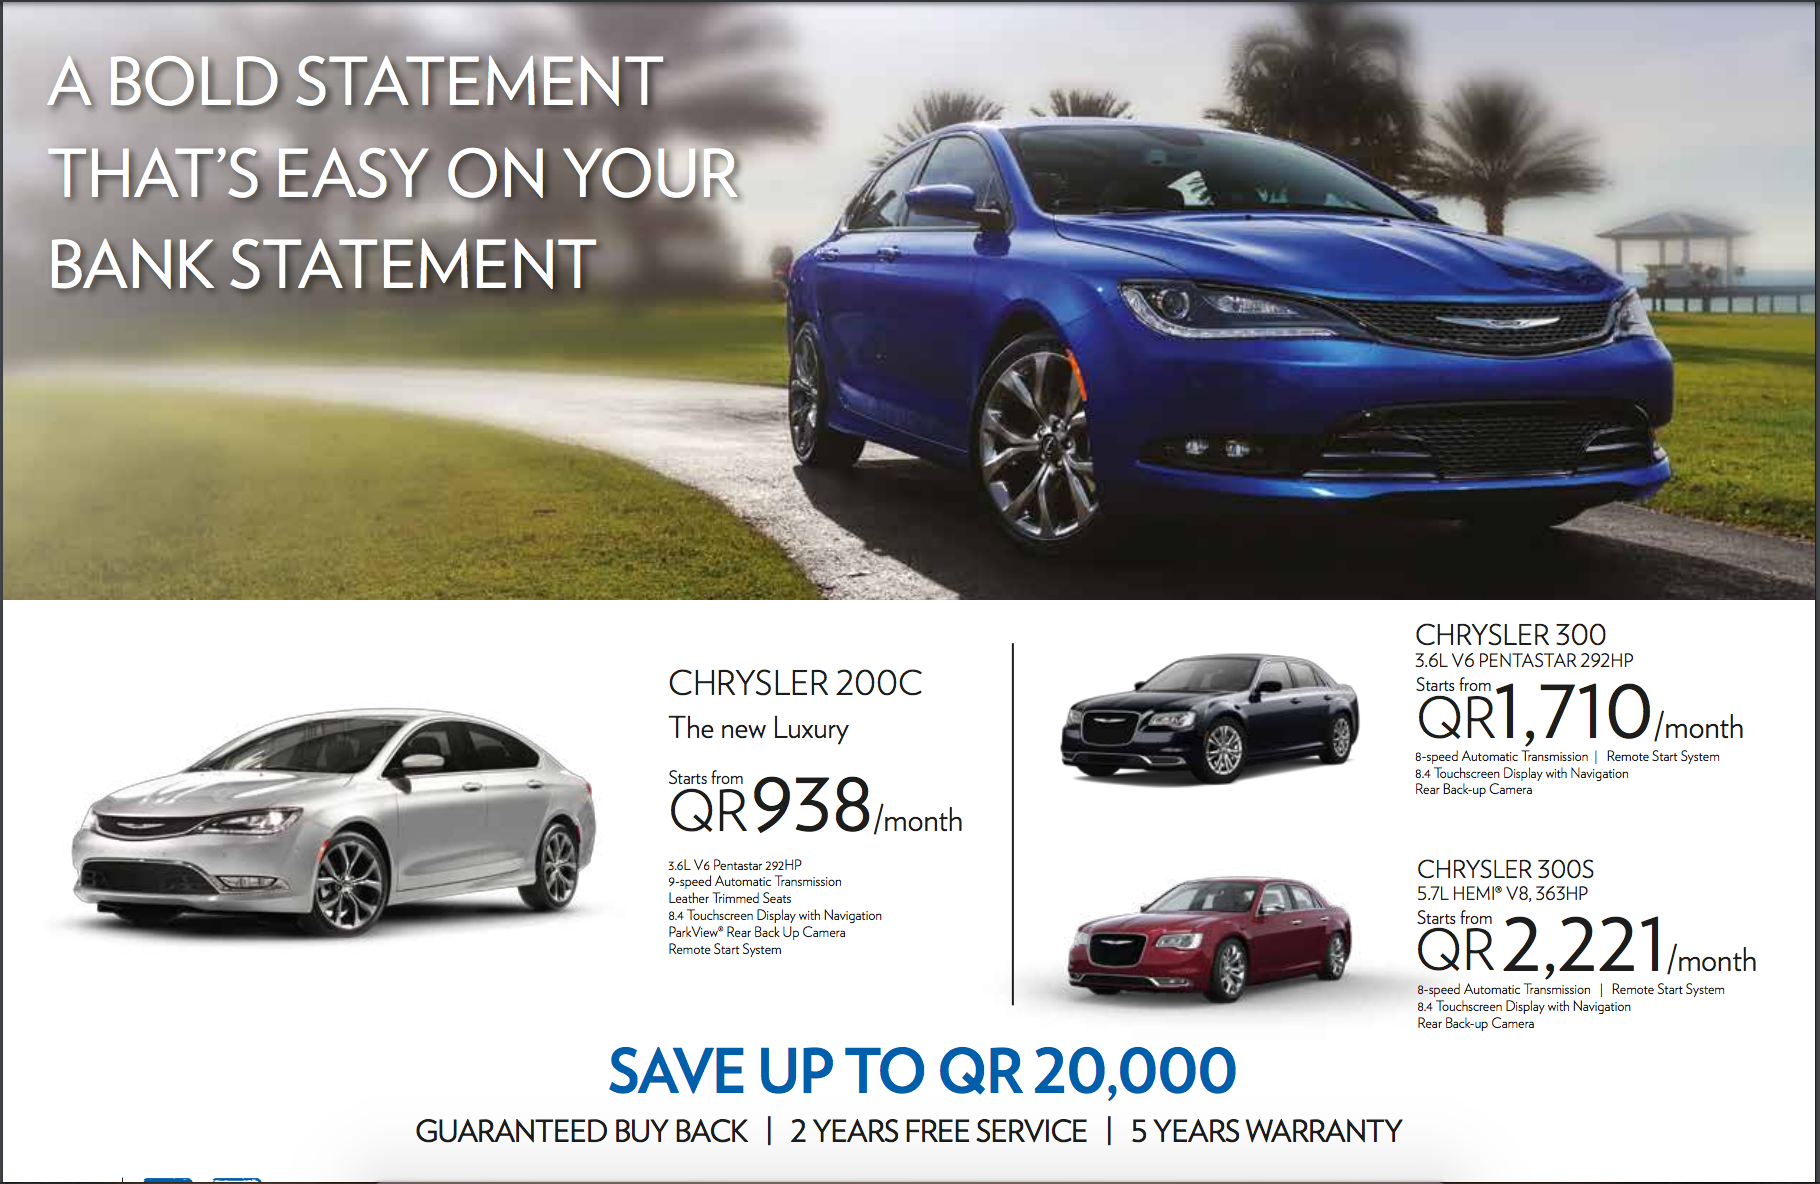 A BOLD STATEMENT
THAT'S EASY ON YOUR
BANK STATEMENT
CHRYSLER 200C
The new Luxury
Starts from
QR 938/month
3.6L V6 Pentastar 292HP
9-speed Automatic Transmission
Leather Trimmed Seats
8.4 Touchscreen Display with Navigation
ParkView® Rear Back Up Camera
Remote Start System
CHRYSLER 300
3.6L V6 PENTASTAR 292HP
Starts from
QR1,710/month
8-speed Automatic Transmission | Remote Start System
8.4 Touchscreen Display with Navigation
Rear Back-up Camera
CHRYSLER 300S
5.7L HEMI® V8, 363HP
Starts from
QR 2,221/month
8-speed Automatic Transmission | Remote Start System
8.4 Touchscreen Display with Navigation
Rear Back-up Camera
SAVE UP TO QR 20,000
GUARANTEED BUY BACK | 2 YEARS FREE SERVICE | 5 YEARS WARRANTY